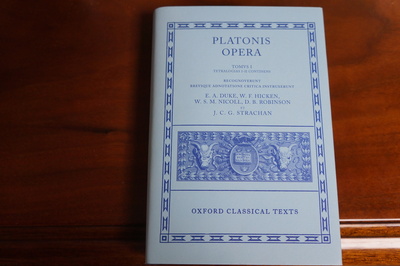 PLATONIS
OPERA
TOMUS I
TETRALOGIAS I-II CONTINENS
RECOGNOVERUNT
BREVIQUE ADNOTATIONE CRITICA INSTRUXERUNT
E. A. DUKE, W. F. HICKEN,
W. S. M. NICOLL, D. B. ROBINSON
ET
J. C. G. STRACHAN
OXFORD CLASSICAL TEXTS